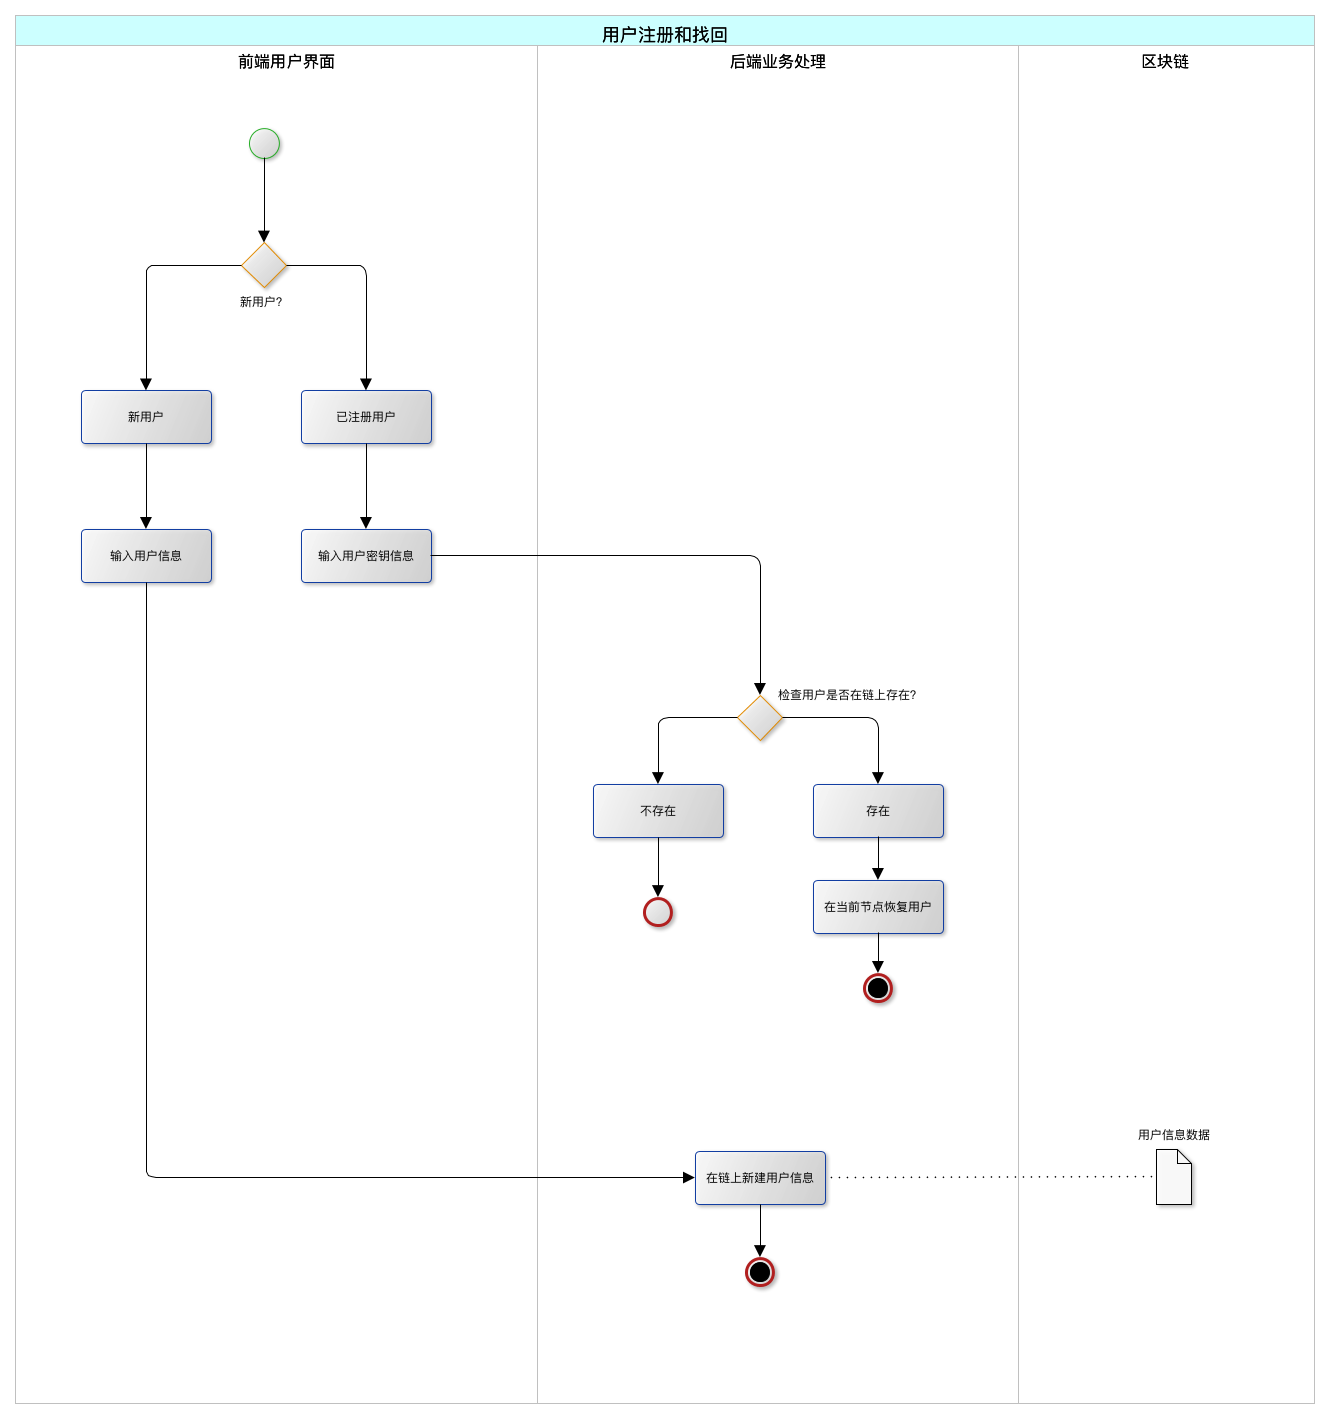 用户注册和找回
前端用户界面
后端业务处理
区块链
新用户?
新用户
已注册用户
输入用户信息
输入用户密钥信息
检查用户是否在链上存在?
不存在
存在
在当前节点恢复用户
用户信息数据
在链上新建用户信息